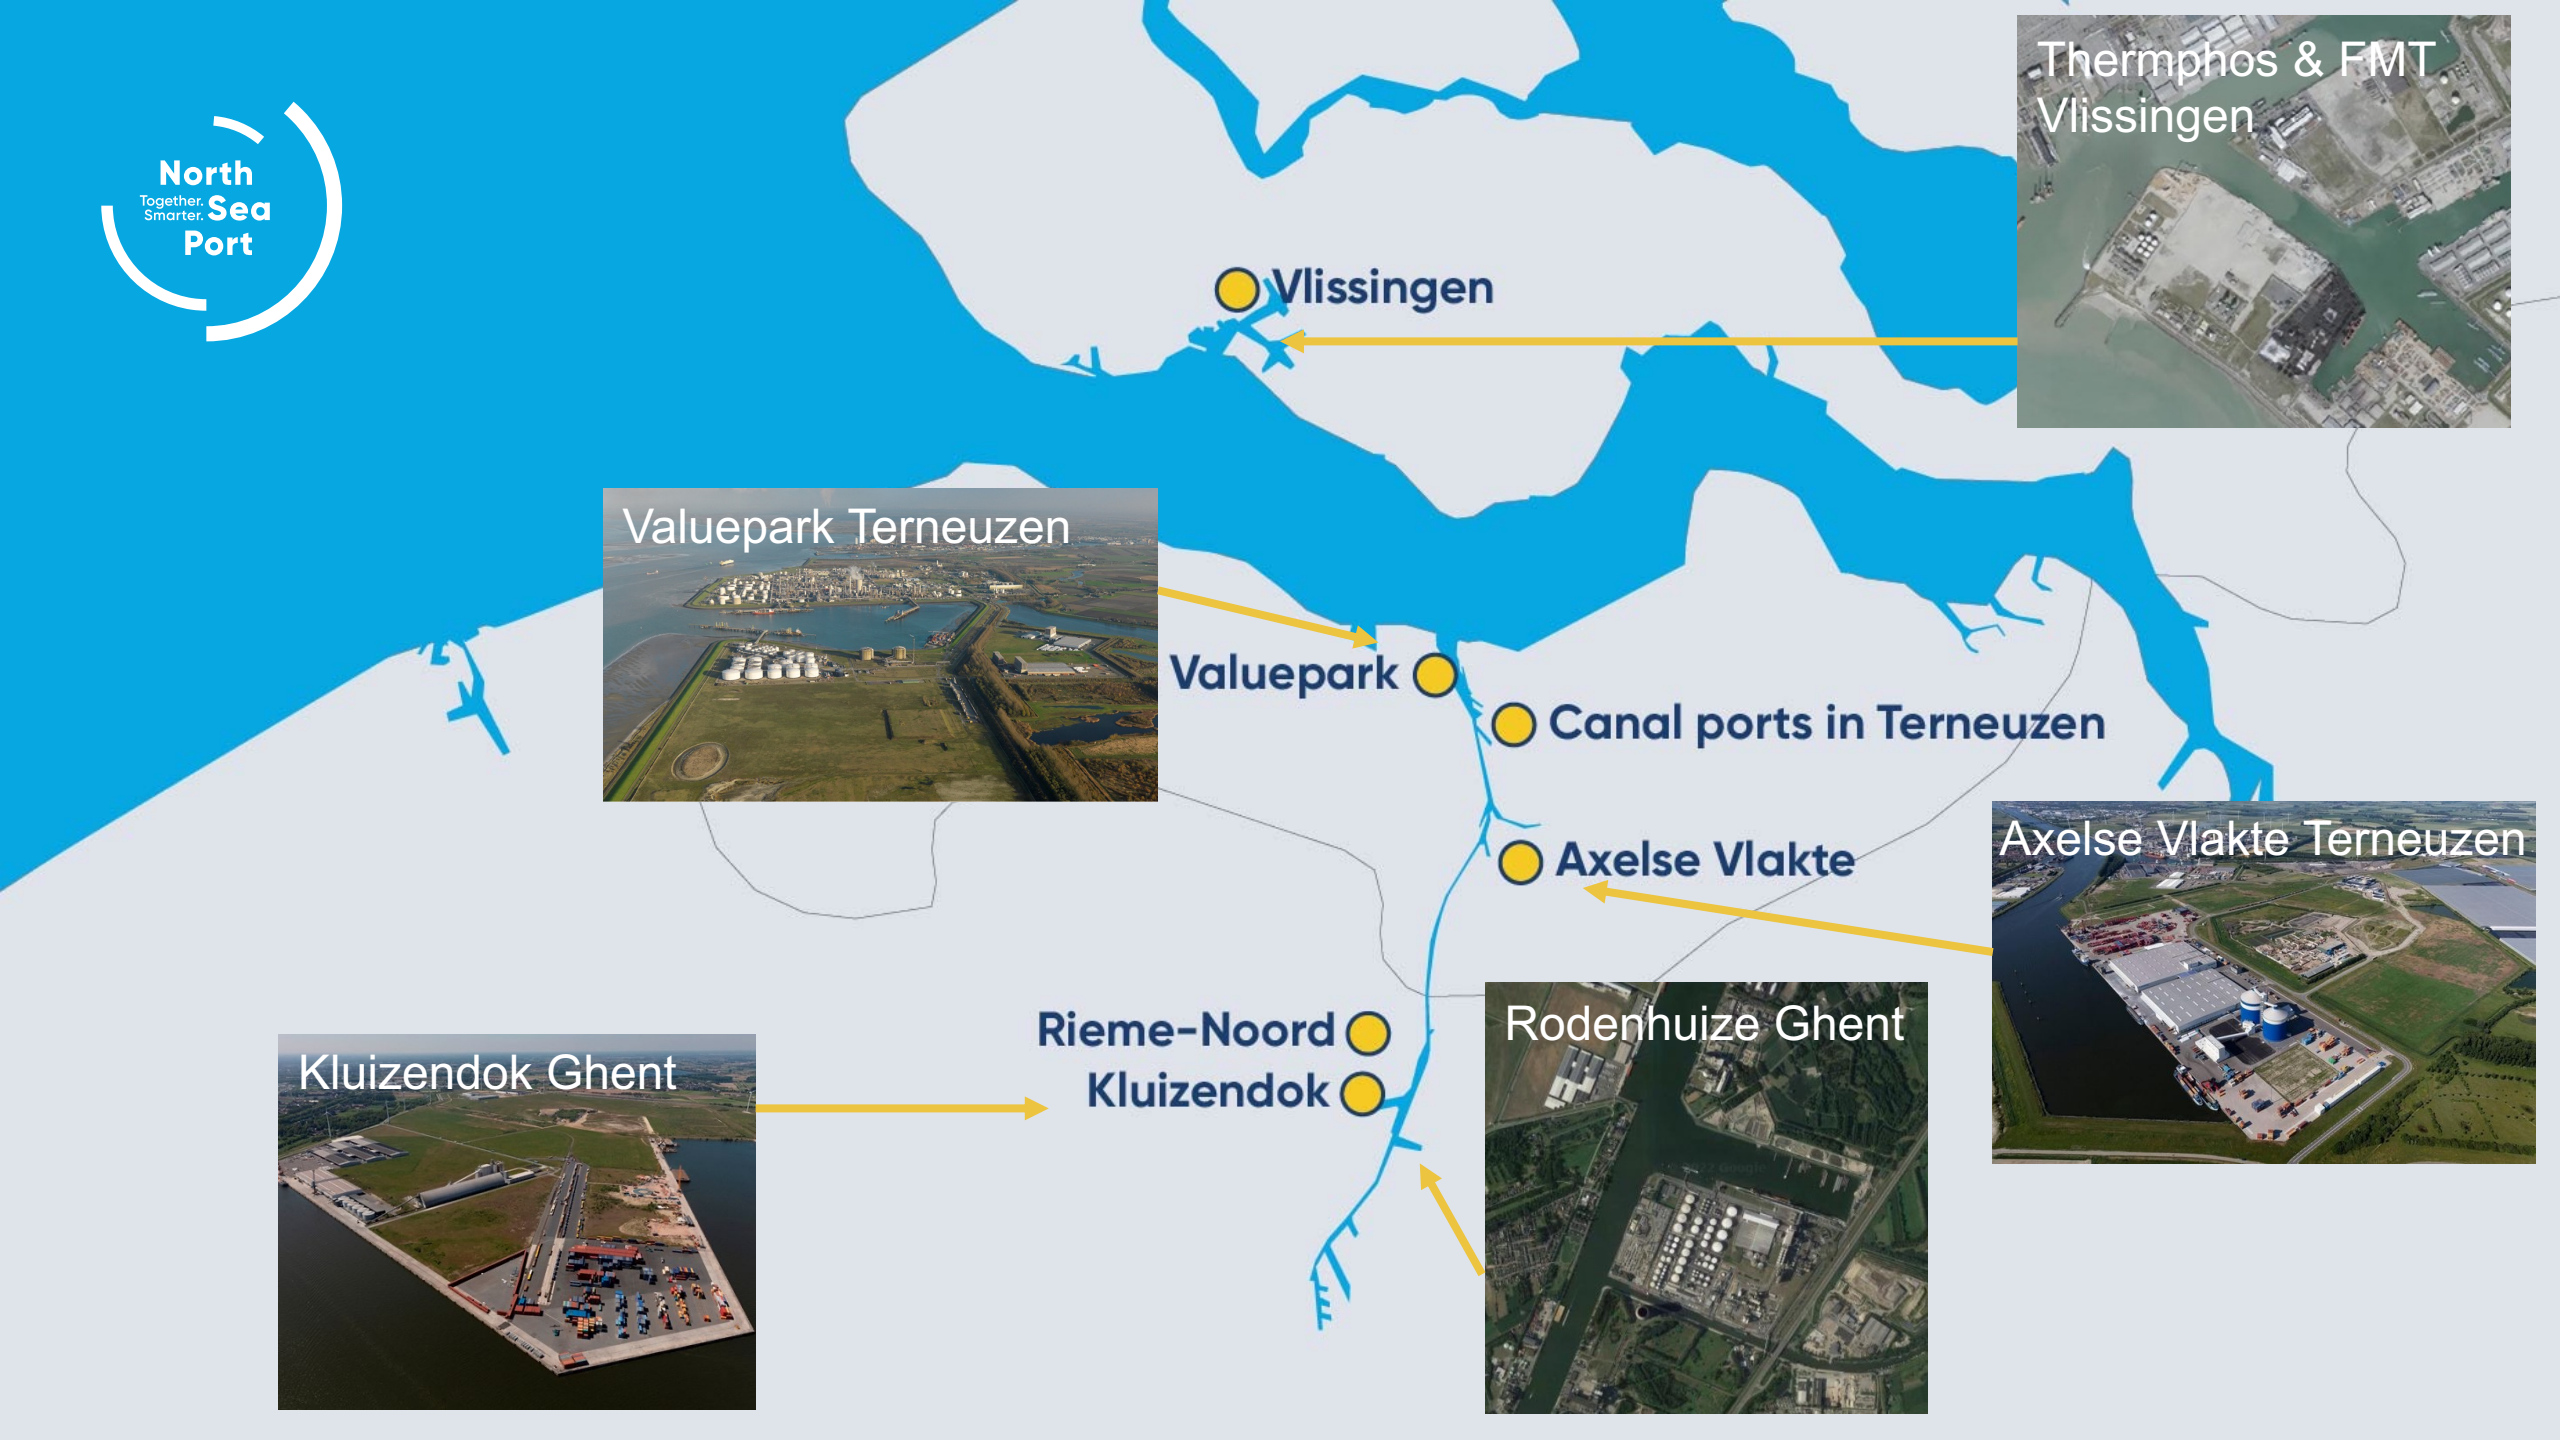 North
Together. Sea
Smarter.
Port
Thermphos & FMT
Vlissingen
Vlissingen
Valuepark Terneuzen
Valuepark
Canal ports in Terneuzen
Axelse Vlakte Terneuzen
Axelse Vlakte
Rieme-Noord
Rodenhuize Ghent
Kluizendok Ghent
Kluizendok